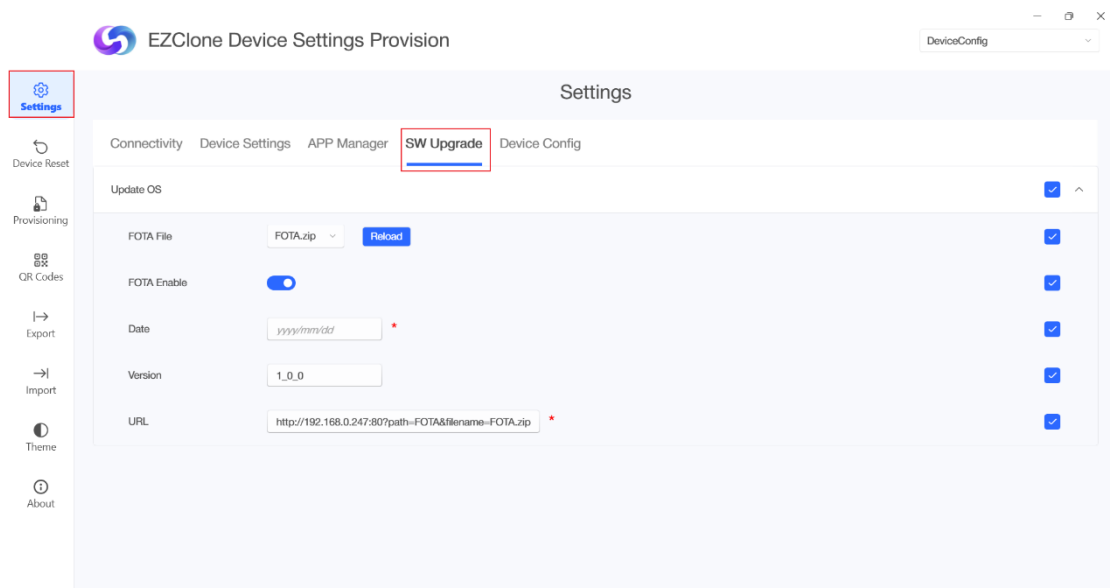 EZClone Device Settings Provision
DeviceConfig
Settings
Device Reset
Provisioning
QR Codes
Export
Import
Theme
About
Settings
Connectivity Device Settings APP Manager SW Upgrade Device Config
Update OS
FOTA File FOTA.zip Reload
FOTA Enable
Date yyyy/mm/dd *
Version 1_0_0
URL http://192.168.0.247:80?path=FOTA&filename=FOTA.zip *